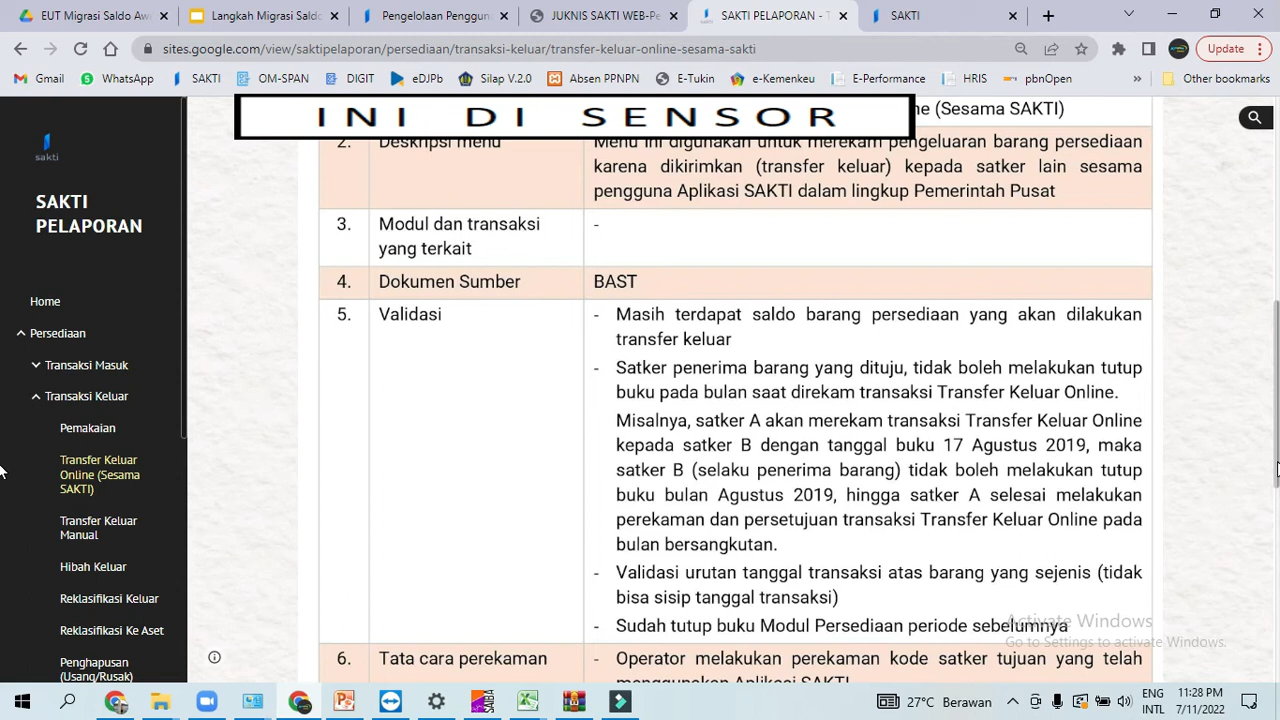 EUT Migrasi Saldo Aw
Langkah Migrasi Saldo
Pengelolaan Penggun
JUKNIS SAKTI WEB-Pe
SAKTI PELAPORAN - T
SAKTI
sites.google.com/view/saktipelaporan/persediaan/transaksi-keluar/transfer-keluar-online-sesama-sakti
Update
Gmail
WhatsApp
SAKTI
OM-SPAN
DIGIT
eDJPb
Silap V.2.0
Absen PPNPN
E-Tukin
e-Kemenkeu
E-Performance
HRIS
pbnOpen
Other bookmarks
sakti
SAKTI
PELAPORAN
Home
Persediaan
Transaksi Masuk
Transaksi Keluar
Pemakaian
Transfer Keluar
Online (Sesama
SAKTI)
Transfer Keluar
Manual
Hibah Keluar
Reklasifikasi Keluar
Reklasifikasi Ke Aset
Penghapusan
(Usang/Rusak)
INI DI SENSOR
ne (Sesama SAKTI)
2. Deskripsi menu
Menu ini digunakan untuk merekam pengeluaran barang persediaan
karena dikirimkan (transfer keluar) kepada satker lain sesama
pengguna Aplikasi SAKTI dalam lingkup Pemerintah Pusat
3. Modul dan transaksi
yang terkait
-
4. Dokumen Sumber
BAST
5. Validasi
- Masih terdapat saldo barang persediaan yang akan dilakukan
transfer keluar
- Satker penerima barang yang dituju, tidak boleh melakukan tutup
buku pada bulan saat direkam transaksi Transfer Keluar Online.
Misalnya, satker A akan merekam transaksi Transfer Keluar Online
kepada satker B dengan tanggal buku 17 Agustus 2019, maka
satker B (selaku penerima barang) tidak boleh melakukan tutup
buku bulan Agustus 2019, hingga satker A selesai melakukan
perekaman dan persetujuan transaksi Transfer Keluar Online pada
bulan bersangkutan.
- Validasi urutan tanggal transaksi atas barang yang sejenis (tidak
bisa sisip tanggal transaksi)
- Sudah tutup buku Modul Persediaan periode sebelumnya
6. Tata cara perekaman
- Operator melakukan perekaman kode satker tujuan yang telah
menggunakan Aplikasi SAKTI
Activate Windows
Go to Settings to activate Windows.
27°C Berawan
ENG
INTL
11:28 PM
7/11/2022